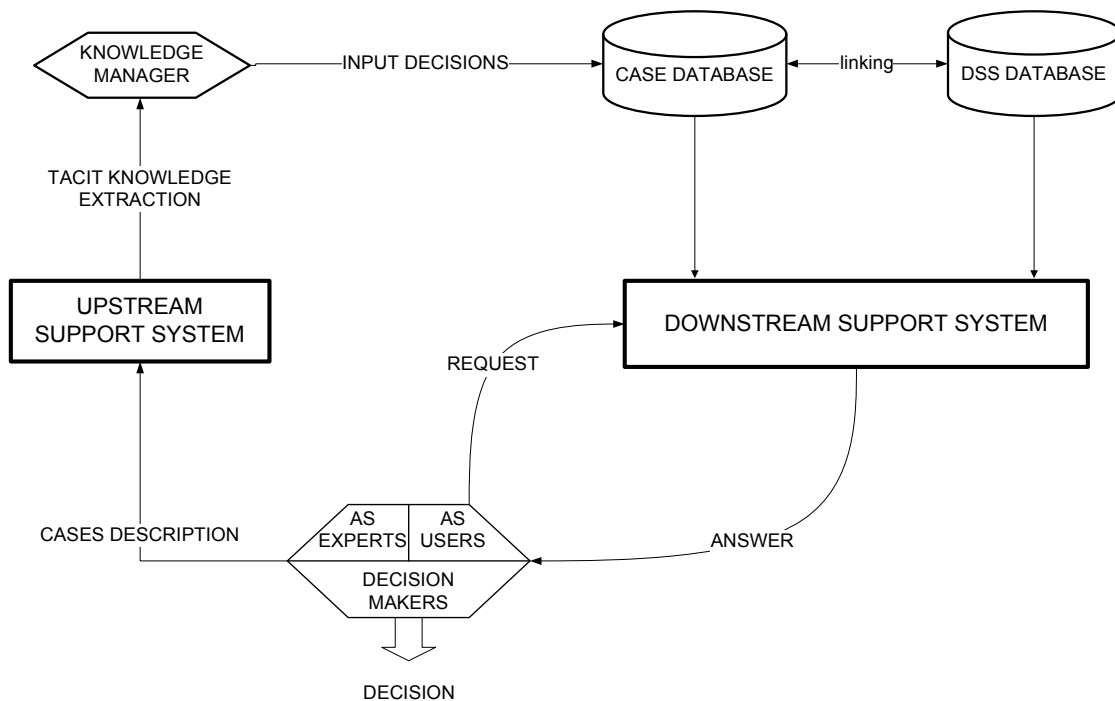 KNOWLEDGE
MANAGER
INPUT DECISIONS
CASE DATABASE
linking
DSS DATABASE
TACIT KNOWLEDGE
EXTRACTION
UPSTREAM
SUPPORT SYSTEM
DOWNSTREAM SUPPORT SYSTEM
REQUEST
CASES DESCRIPTION
AS
EXPERTS
AS
USERS
ANSWER
DECISION
MAKERS
DECISION